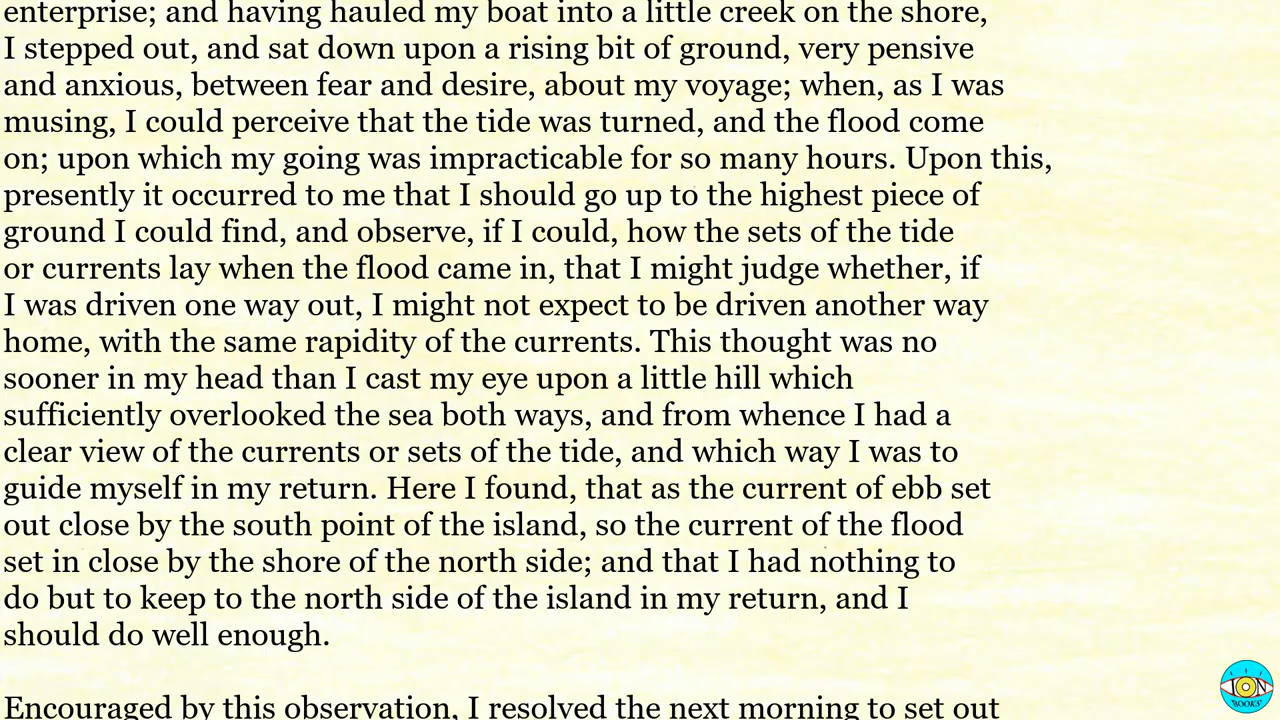 enterprise; and having hauled my boat into a little creek on the shore,
I stepped out, and sat down upon a rising bit of ground, very pensive
and anxious, between fear and desire, about my voyage; when, as I was
musing, I could perceive that the tide was turned, and the flood come
on; upon which my going was impracticable for so many hours. Upon this,
presently it occurred to me that I should go up to the highest piece of
ground I could find, and observe, if I could, how the sets of the tide
or currents lay when the flood came in, that I might judge whether, if
I was driven one way out, I might not expect to be driven another way
home, with the same rapidity of the currents. This thought was no
sooner in my head than I cast my eye upon a little hill which
sufficiently overlooked the sea both ways, and from whence I had a
clear view of the currents or sets of the tide, and which way I was to
guide myself in my return. Here I found, that as the current of ebb set
out close by the south point of the island, so the current of the flood
set in close by the shore of the north side; and that I had nothing to
do but to keep to the north side of the island in my return, and I
should do well enough.
Encouraged by this observation, I resolved the next morning to set out
ION
BOOKS